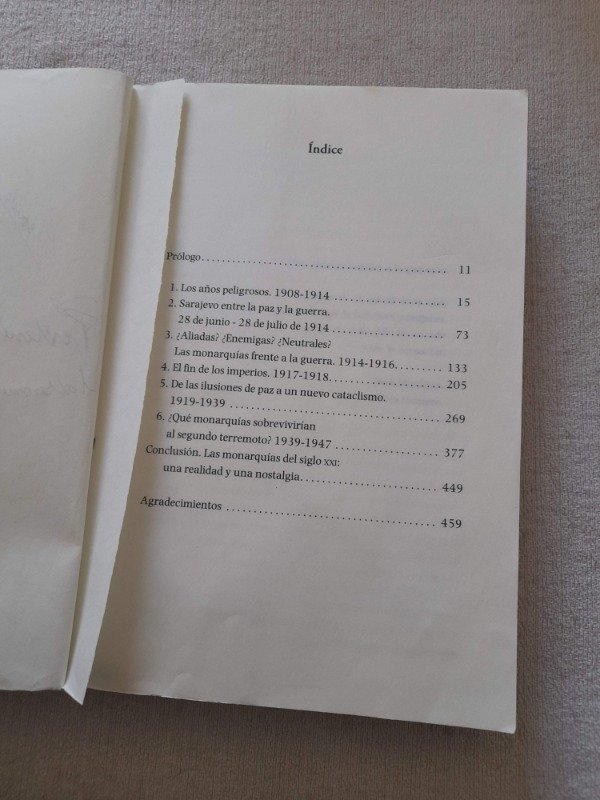 Índice
Prólogo........................................................ 11
1. Los años peligrosos. 1908-1914 ........................... 15
2. Sarajevo entre la paz y la guerra.
28 de junio - 28 de julio de 1914 ............................ 73
3. ¿Aliadas? ¿Enemigas? ¿Neutrales?
Las monarquías frente a la guerra. 1914-1916............... 133
4. El fin de los imperios. 1917-1918............................ 205
5. De las ilusiones de paz a un nuevo cataclismo.
1919-1939 ................................................ 269
6. ¿Qué monarquías sobrevivirían
al segundo terremoto? 1939-1947 .......................... 377
Conclusión. Las monarquías del siglo XXI:
una realidad y una nostalgia................................. 449
Agradecimientos ............................................ 459